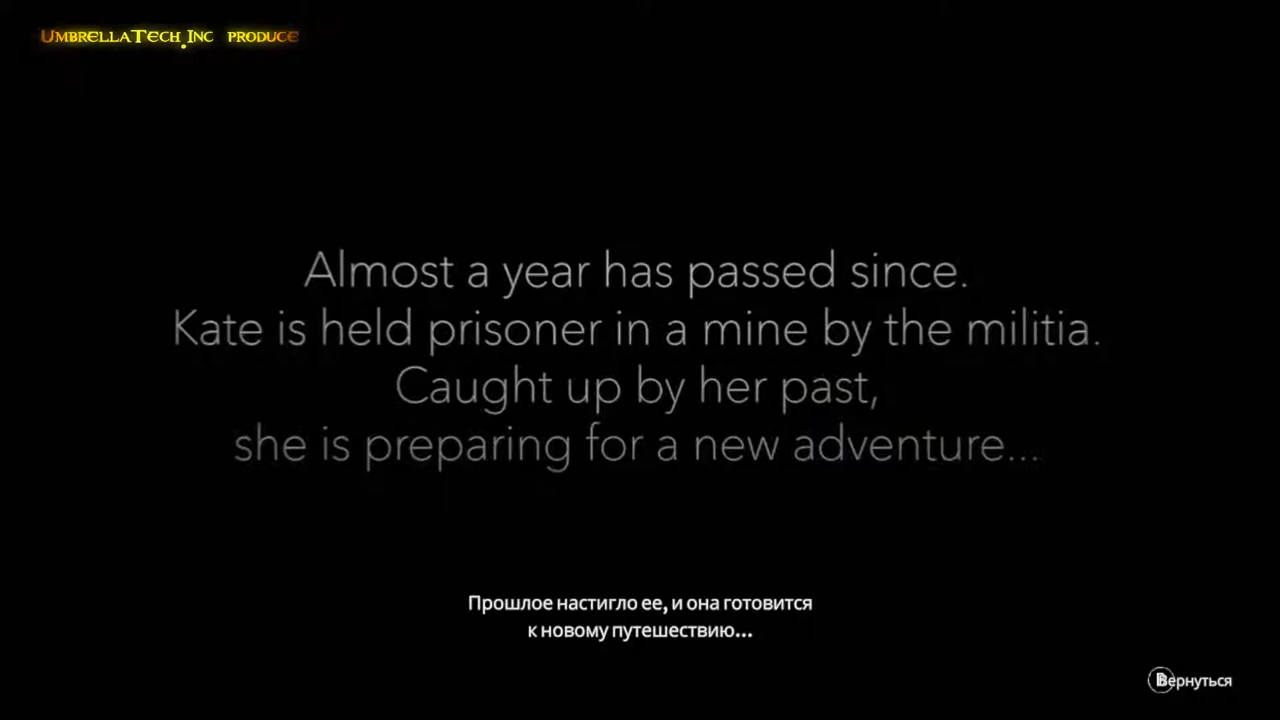 UmbrellaTech.Inc produce
Almost a year has passed since.
Kate is held prisoner in a mine by the militia.
Caught up by her past,
she is preparing for a new adventure...
Прошлое настигло ее, и она готовится
к новому путешествию...
Вернуться